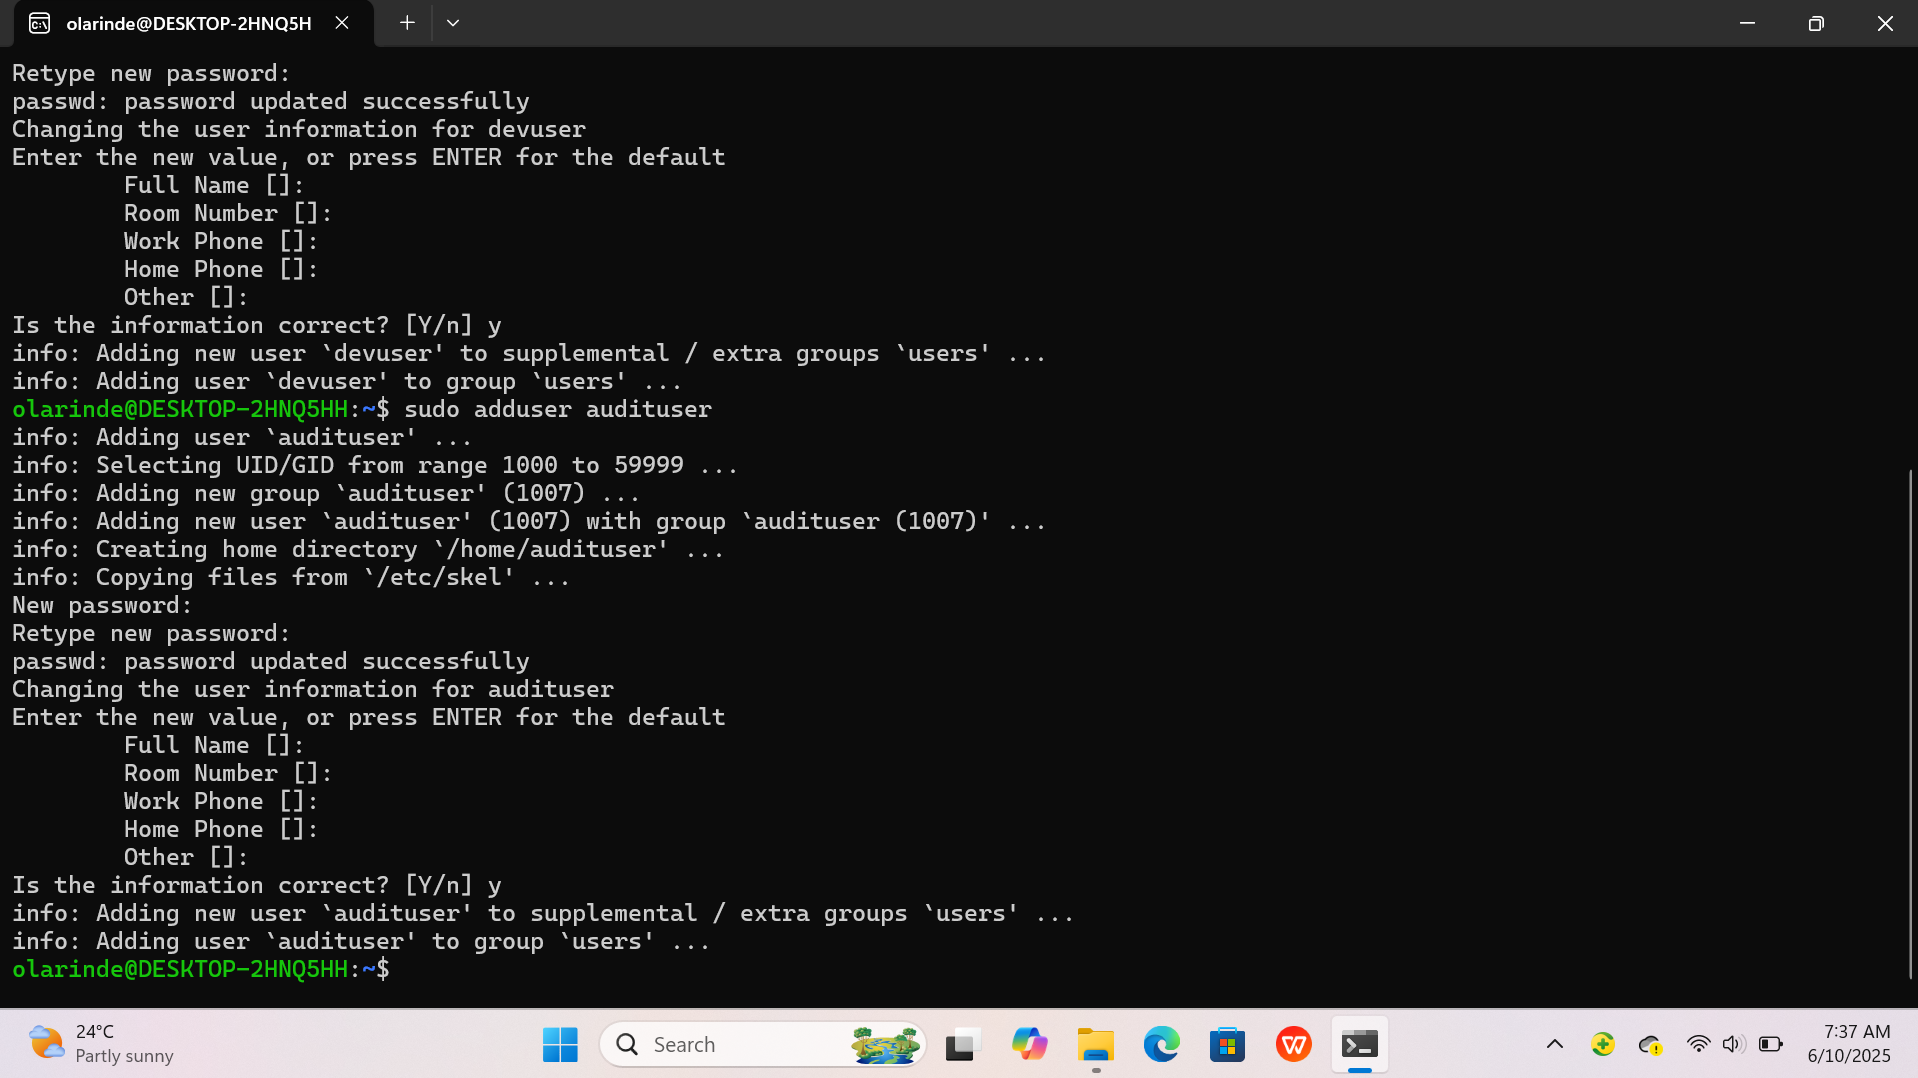 olarinde@DESKTOP-2HNQ5H
Retype new password:
passwd: password updated successfully
Changing the user information for devuser
Enter the new value, or press ENTER for the default
        Full Name []:
        Room Number []:
        Work Phone []:
        Home Phone []:
        Other []:
Is the information correct? [Y/n] y
info: Adding new user `devuser' to supplemental / extra groups `users' ...
info: Adding user `devuser' to group `users' ...
olarinde@DESKTOP-2HNQ5HH:~$ sudo adduser audituser
info: Adding user `audituser' ...
info: Selecting UID/GID from range 1000 to 59999 ...
info: Adding new group `audituser' (1007) ...
info: Adding new user `audituser' (1007) with group `audituser (1007)' ...
info: Creating home directory `/home/audituser' ...
info: Copying files from `/etc/skel' ...
New password:
Retype new password:
passwd: password updated successfully
Changing the user information for audituser
Enter the new value, or press ENTER for the default
        Full Name []:
        Room Number []:
        Work Phone []:
        Home Phone []:
        Other []:
Is the information correct? [Y/n] y
info: Adding new user `audituser' to supplemental / extra groups `users' ...
info: Adding user `audituser' to group `users' ...
olarinde@DESKTOP-2HNQ5HH:~$
24°C
Partly sunny
Search
7:37 AM
6/10/2025